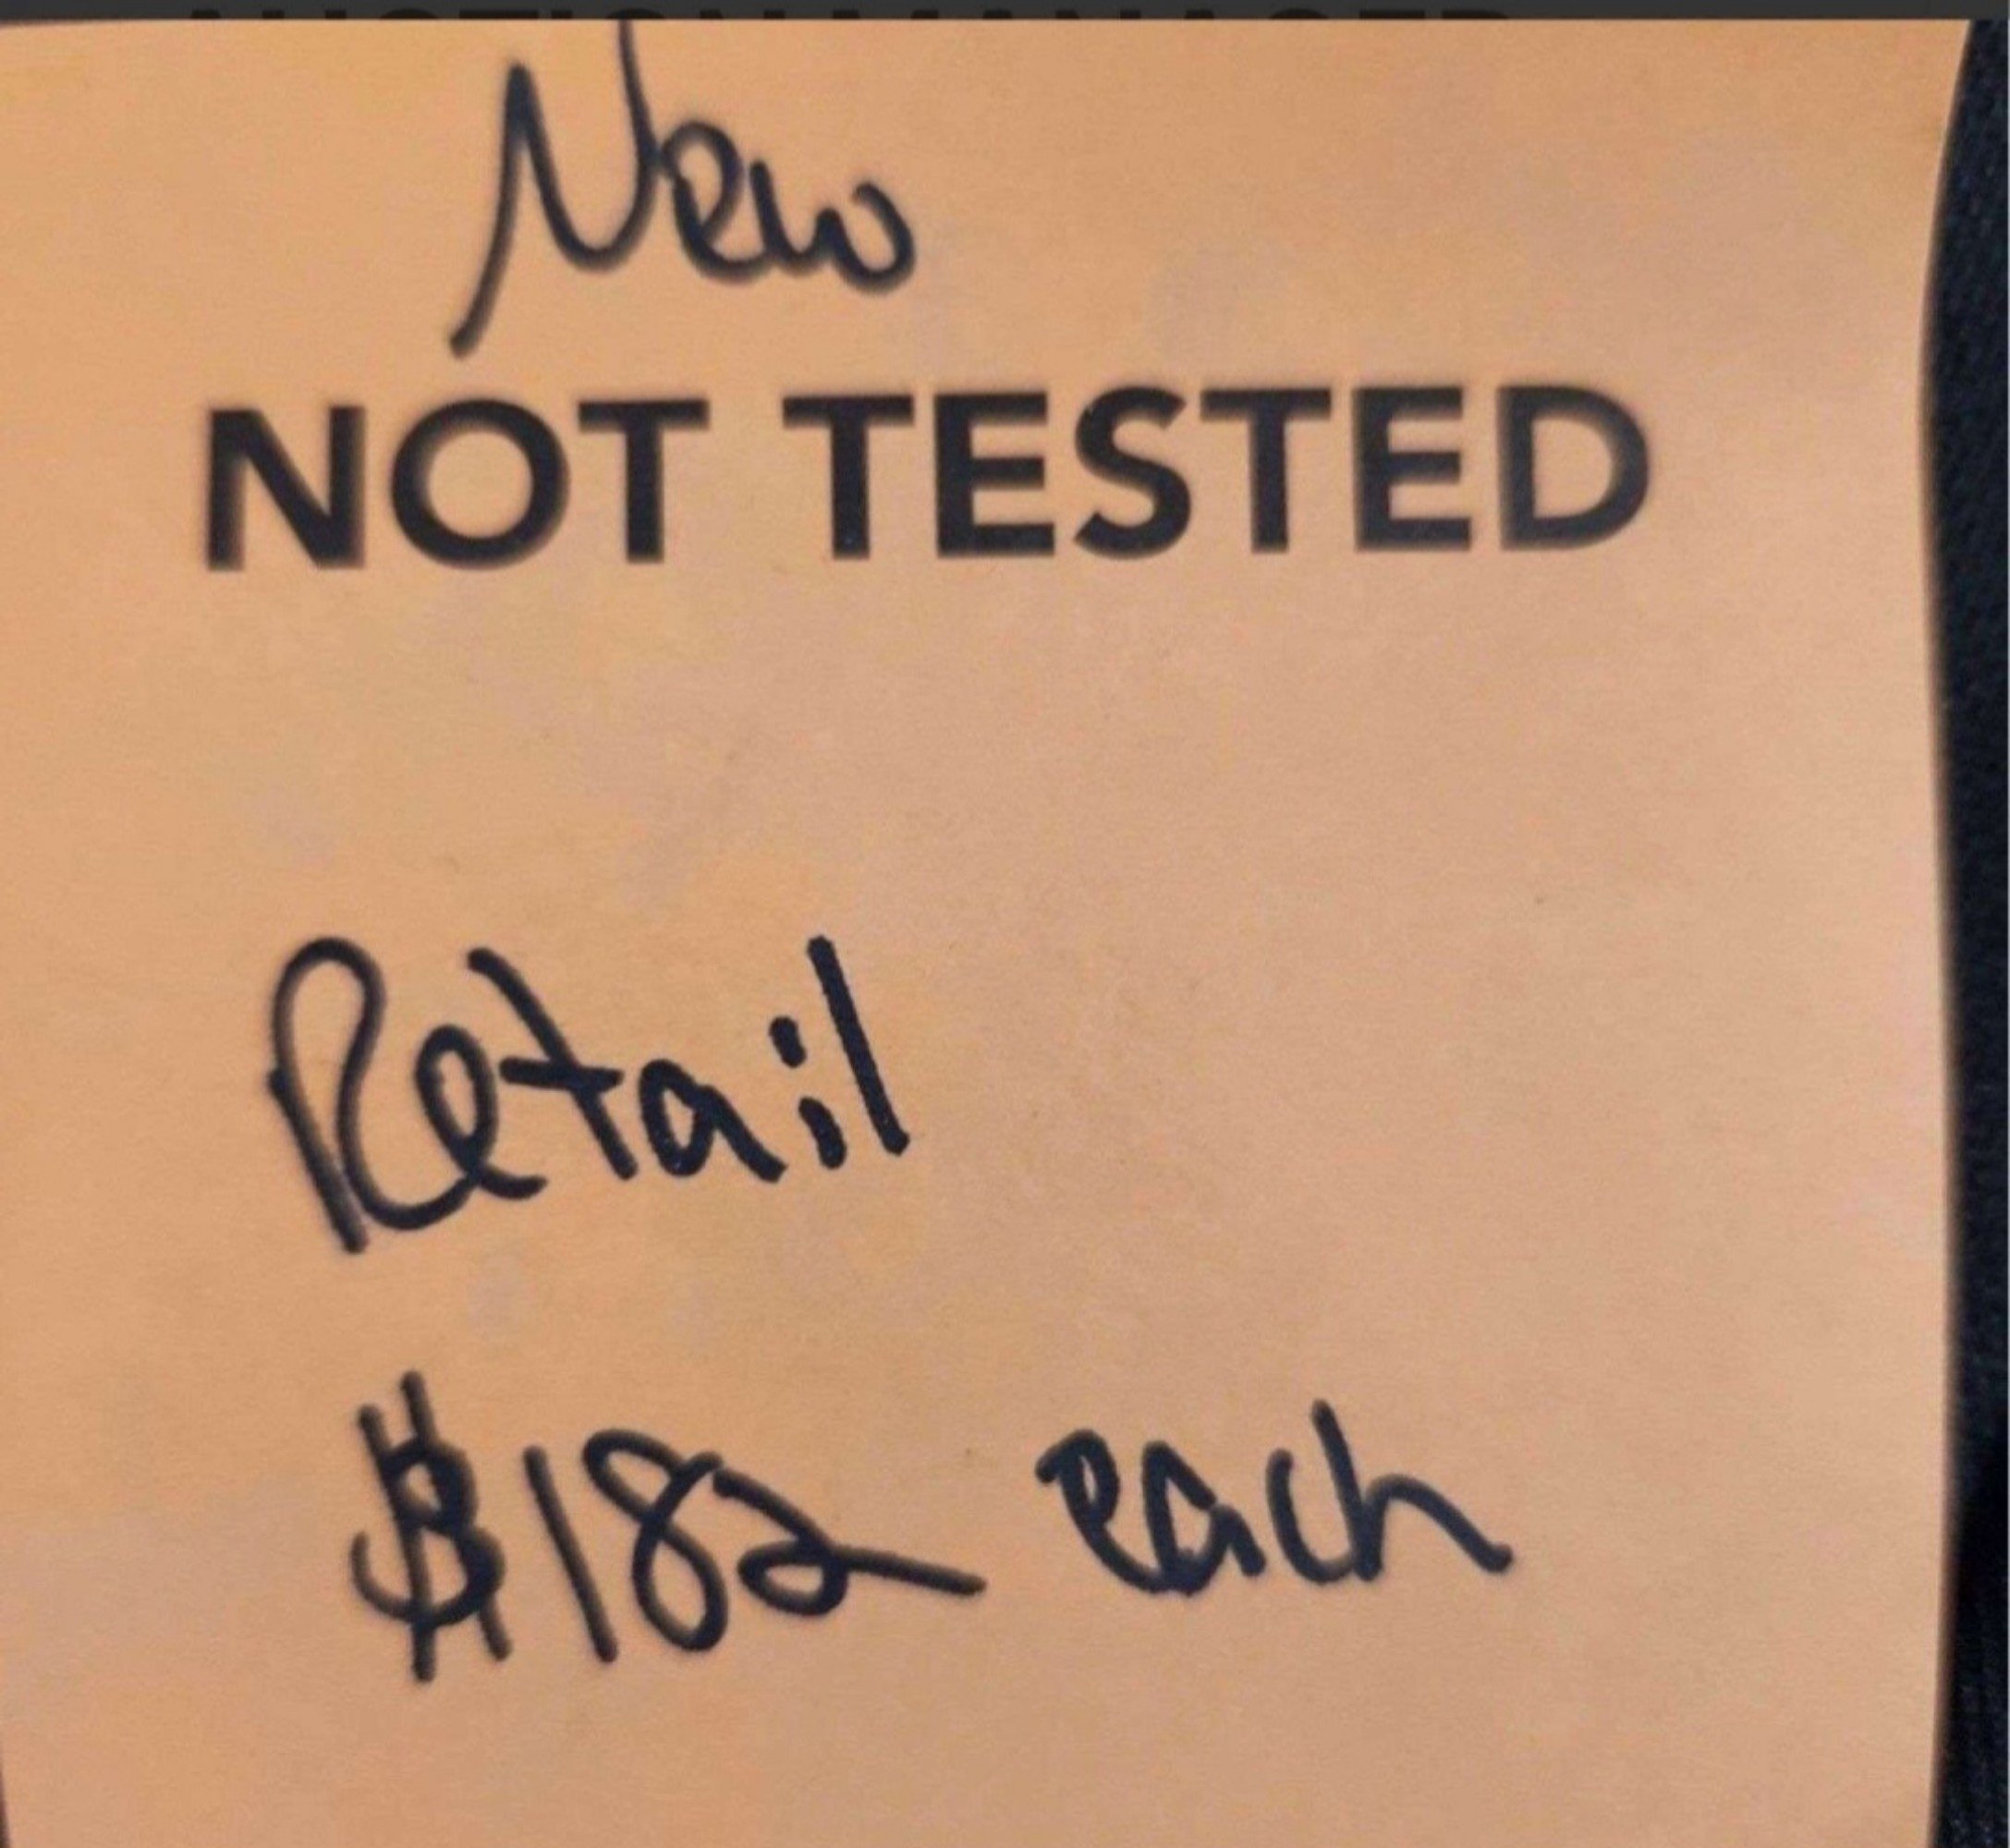 New
NOT TESTED
Retail
$182 each